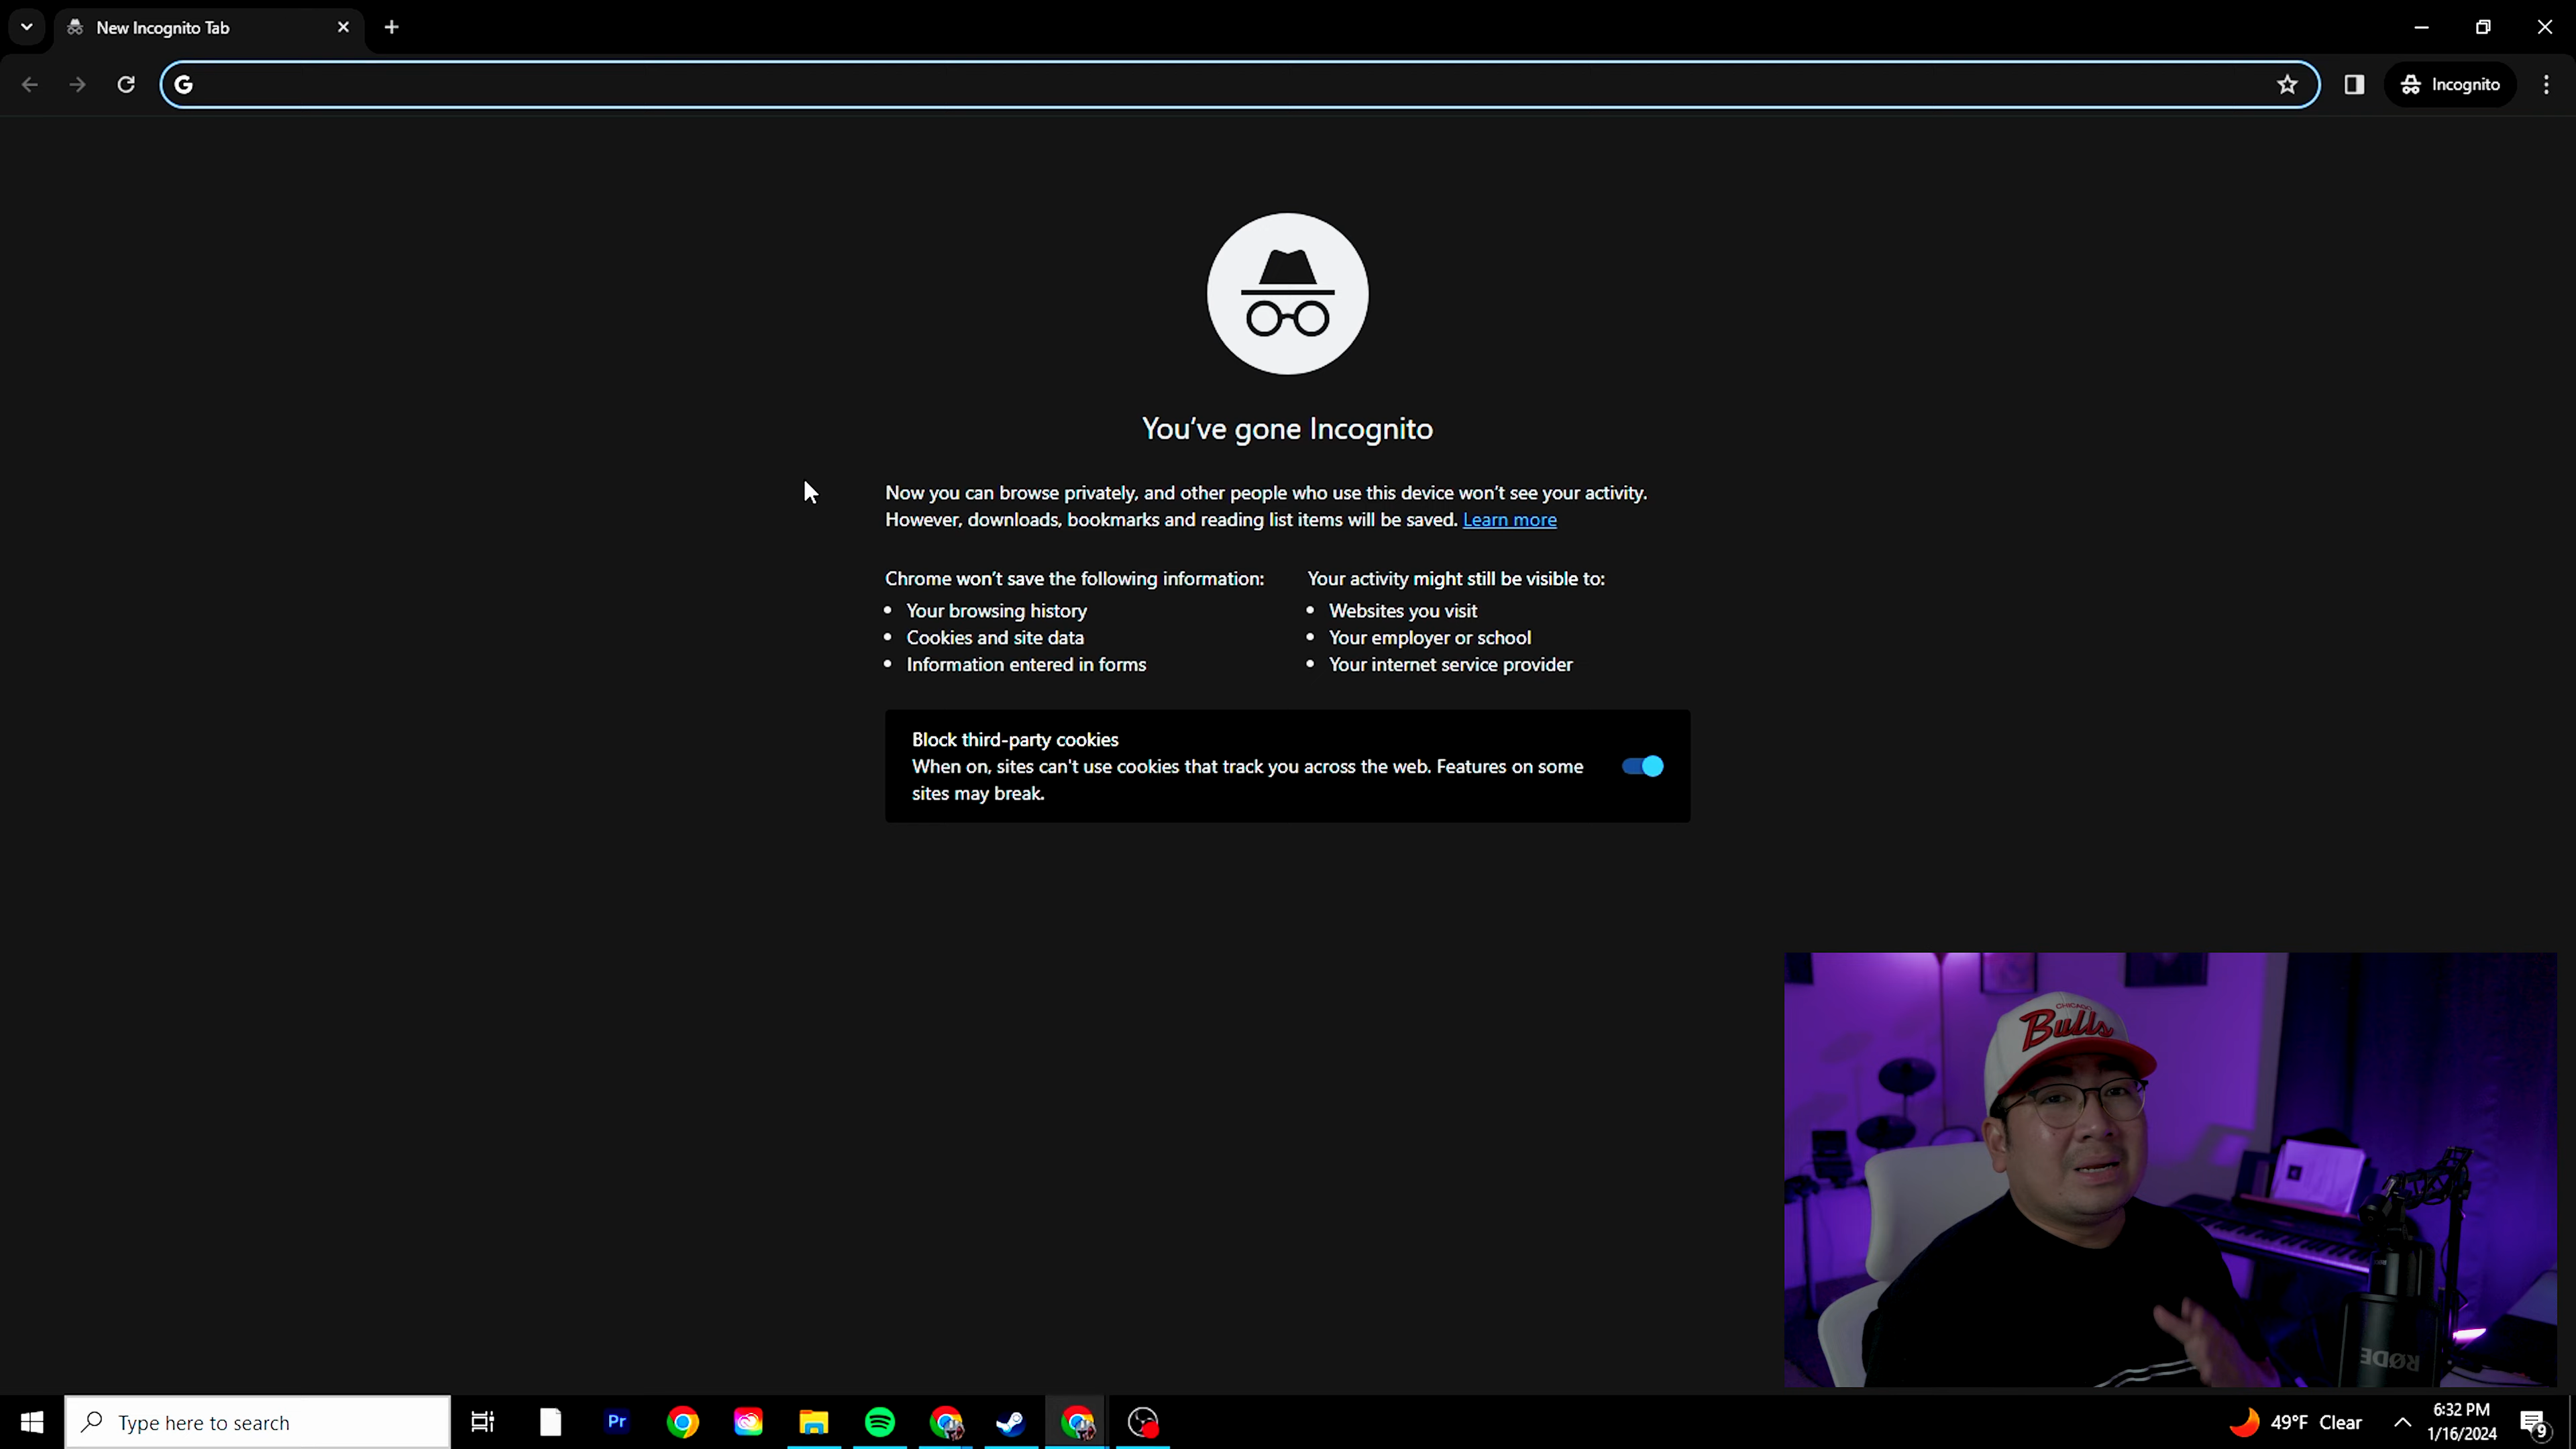 New Incognito Tab
Incognito
You've gone Incognito
Now you can browse privately, and other people who use this device won't see your activity.
However, downloads, bookmarks and reading list items will be saved. Learn more
Chrome won't save the following information:
Your browsing history
Cookies and site data
Information entered in forms
Your activity might still be visible to:
Websites you visit
Your employer or school
Your internet service provider
Block third-party cookies
When on, sites can't use cookies that track you across the web. Features on some
sites may break.
CHICAGO
Bulls
RØDE
Type here to search
Pr
49°F Clear
6:32 PM
1/16/2024
9